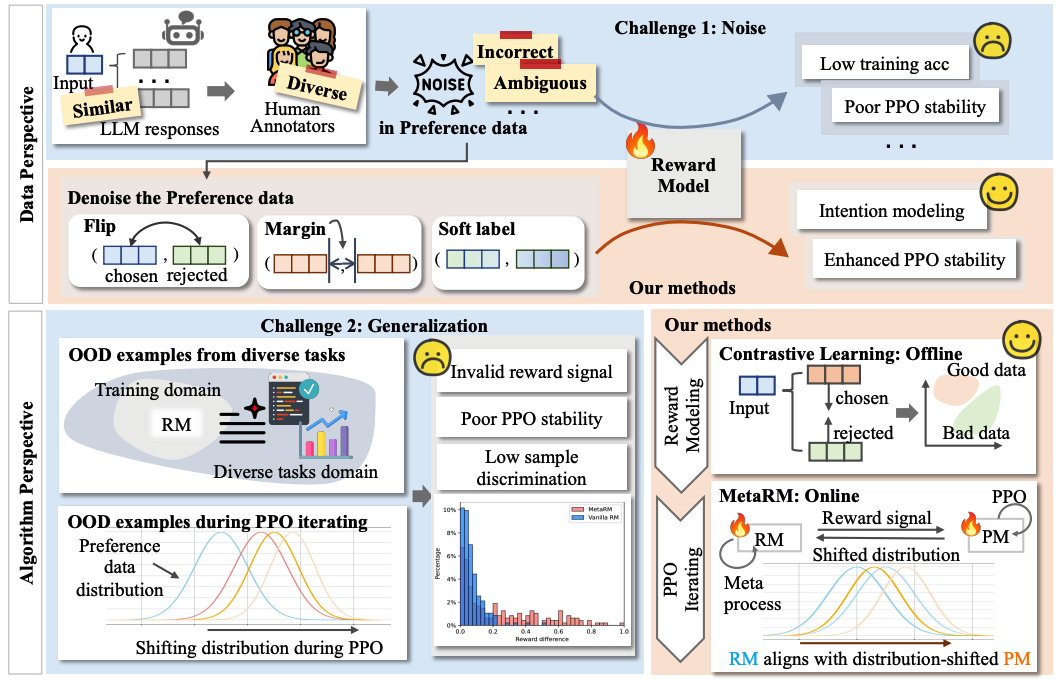 Data Perspective
Input
Similar
...
LLM responses
Diverse
Human
Annotators
NOISE
Incorrect
Ambiguous
...
in Preference data
Challenge 1: Noise
Low training acc
Poor PPO stability
...
Reward
Model
Denoise the Preference data
Flip
( , )
chosen rejected
Margin
( , )
Soft label
( , )
Our methods
Intention modeling
Enhanced PPO stability
Algorithm Perspective
Challenge 2: Generalization
OOD examples from diverse tasks
Training domain
RM
Diverse tasks domain
OOD examples during PPO iterating
Preference
data
distribution
Shifting distribution during PPO
Invalid reward signal
Poor PPO stability
Low sample
discrimination
MetaRM
Vanilla RM
Percentage
10%
8%
6%
4%
2%
0%
0.0 0.2 0.4 0.6 0.8 1.0
Reward difference
Our methods
Reward
Modeling
Contrastive Learning: Offline
Input
chosen
rejected
Good data
Bad data
PPO
Iterating
MetaRM: Online
PPO
RM
Reward signal
Shifted distribution
PM
Meta
process
RM aligns with distribution-shifted PM